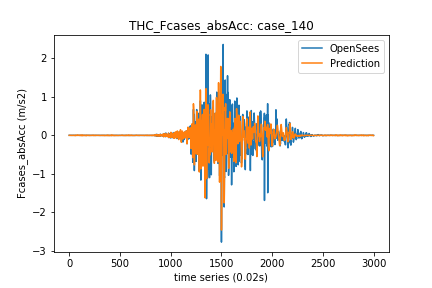 THC_Fcases_absAcc: case_140
OpenSees
Prediction
Fcases_absAcc (m/s2)
2
1
0
−1
−2
−3
0 500 1000 1500 2000 2500 3000
time series (0.02s)